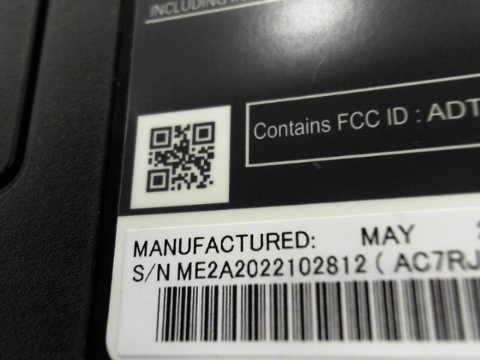 INCLUDING
Contains FCC ID : ADT
MANUFACTURED: MAY
S/N ME2A2022102812 ( AC7RJ